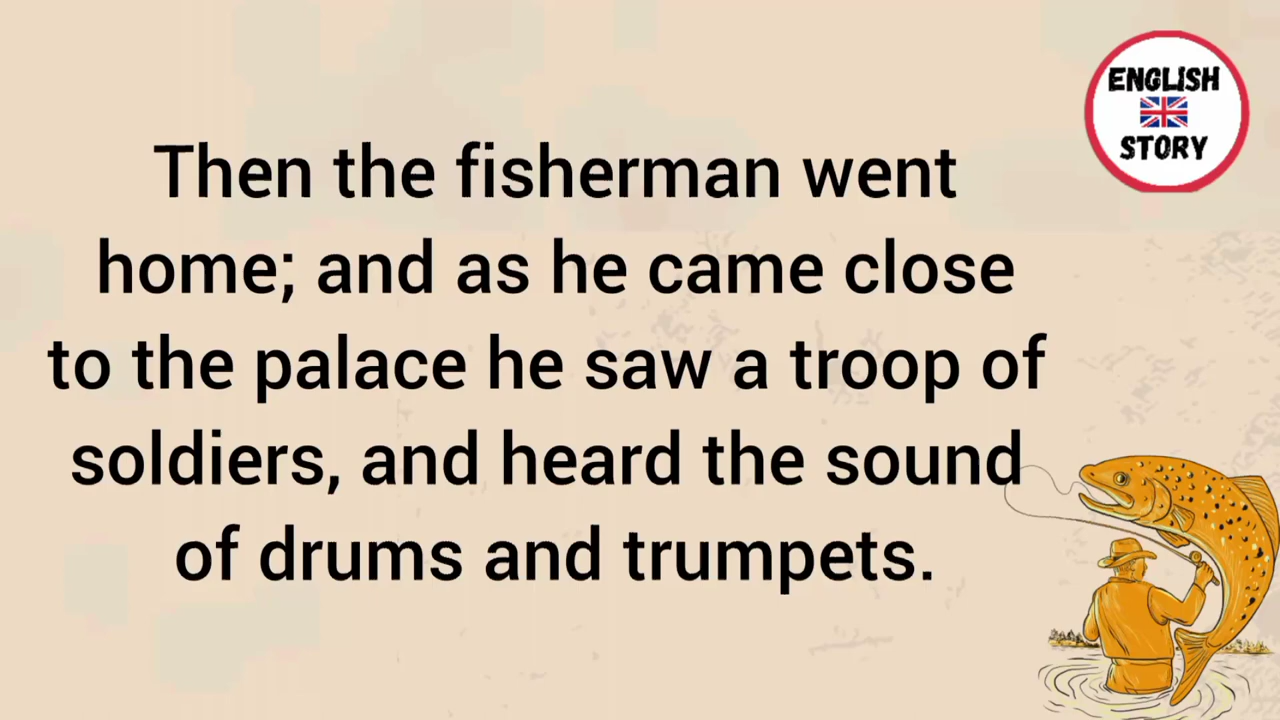 ENGLISH
STORY
Then the fisherman went
home; and as he came close
to the palace he saw a troop of
soldiers, and heard the sound
of drums and trumpets.